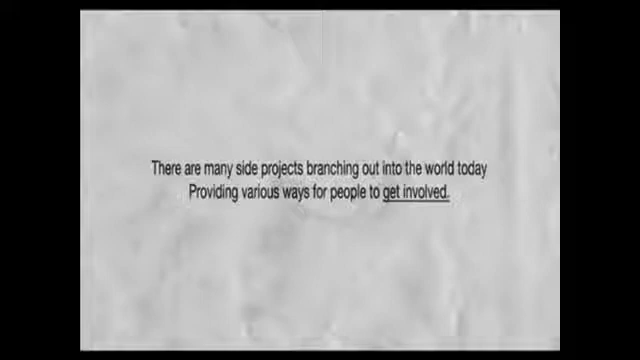 There are many side projects branching out into the world today
Providing various ways for people to get involved.